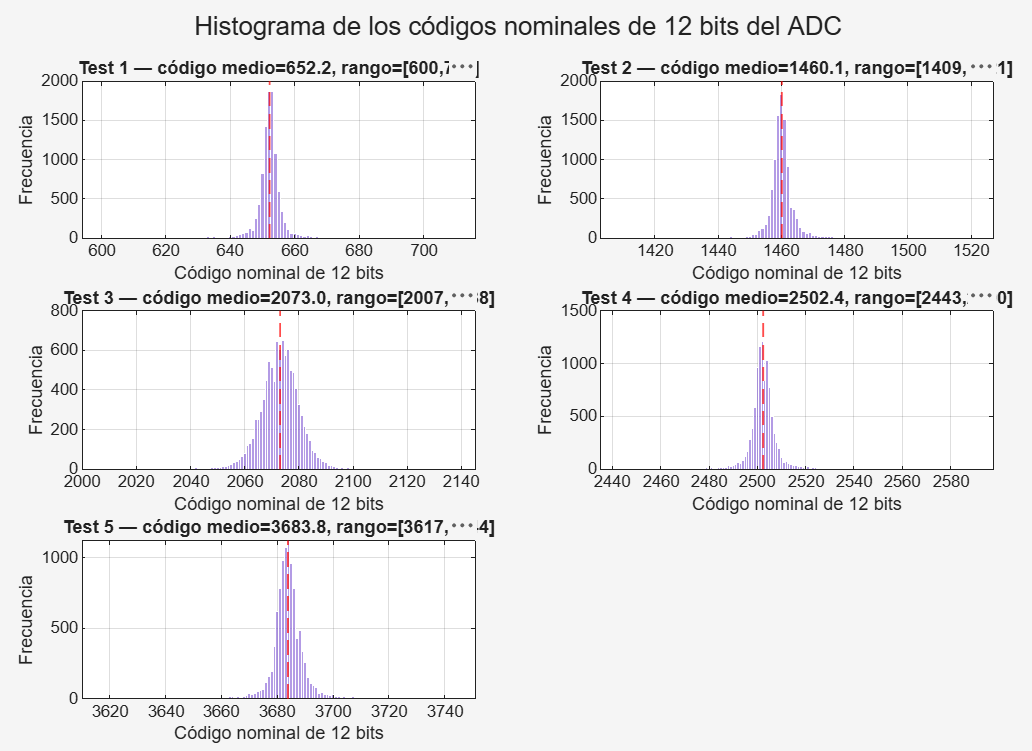 Histograma de los códigos nominales de 12 bits del ADC
Test 1 — código medio=652.2, rango=[600, ]
2000
1500
1000
500
0
Frecuencia
600 620 640 660 680 700
Código nominal de 12 bits
Test 2 — código medio=1460.1, rango=[1409, 1]
2000
1500
1000
500
0
Frecuencia
1420 1440 1460 1480 1500 1520
Código nominal de 12 bits
Test 3 — código medio=2073.0, rango=[2007, 8]
800
600
400
200
0
Frecuencia
2000 2020 2040 2060 2080 2100 2120 2140
Código nominal de 12 bits
Test 4 — código medio=2502.4, rango=[2443, 0]
1500
1000
500
0
Frecuencia
2440 2460 2480 2500 2520 2540 2560 2580
Código nominal de 12 bits
Test 5 — código medio=3683.8, rango=[3617, 4]
1000
500
0
Frecuencia
3620 3640 3660 3680 3700 3720 3740
Código nominal de 12 bits